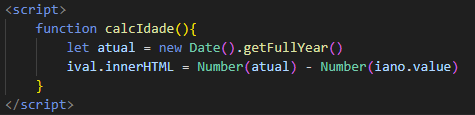 <script>
function calcIdade(){
let atual = new Date().getFullYear()
ival.innerHTML = Number(atual) - Number(iano.value)
}
</script>